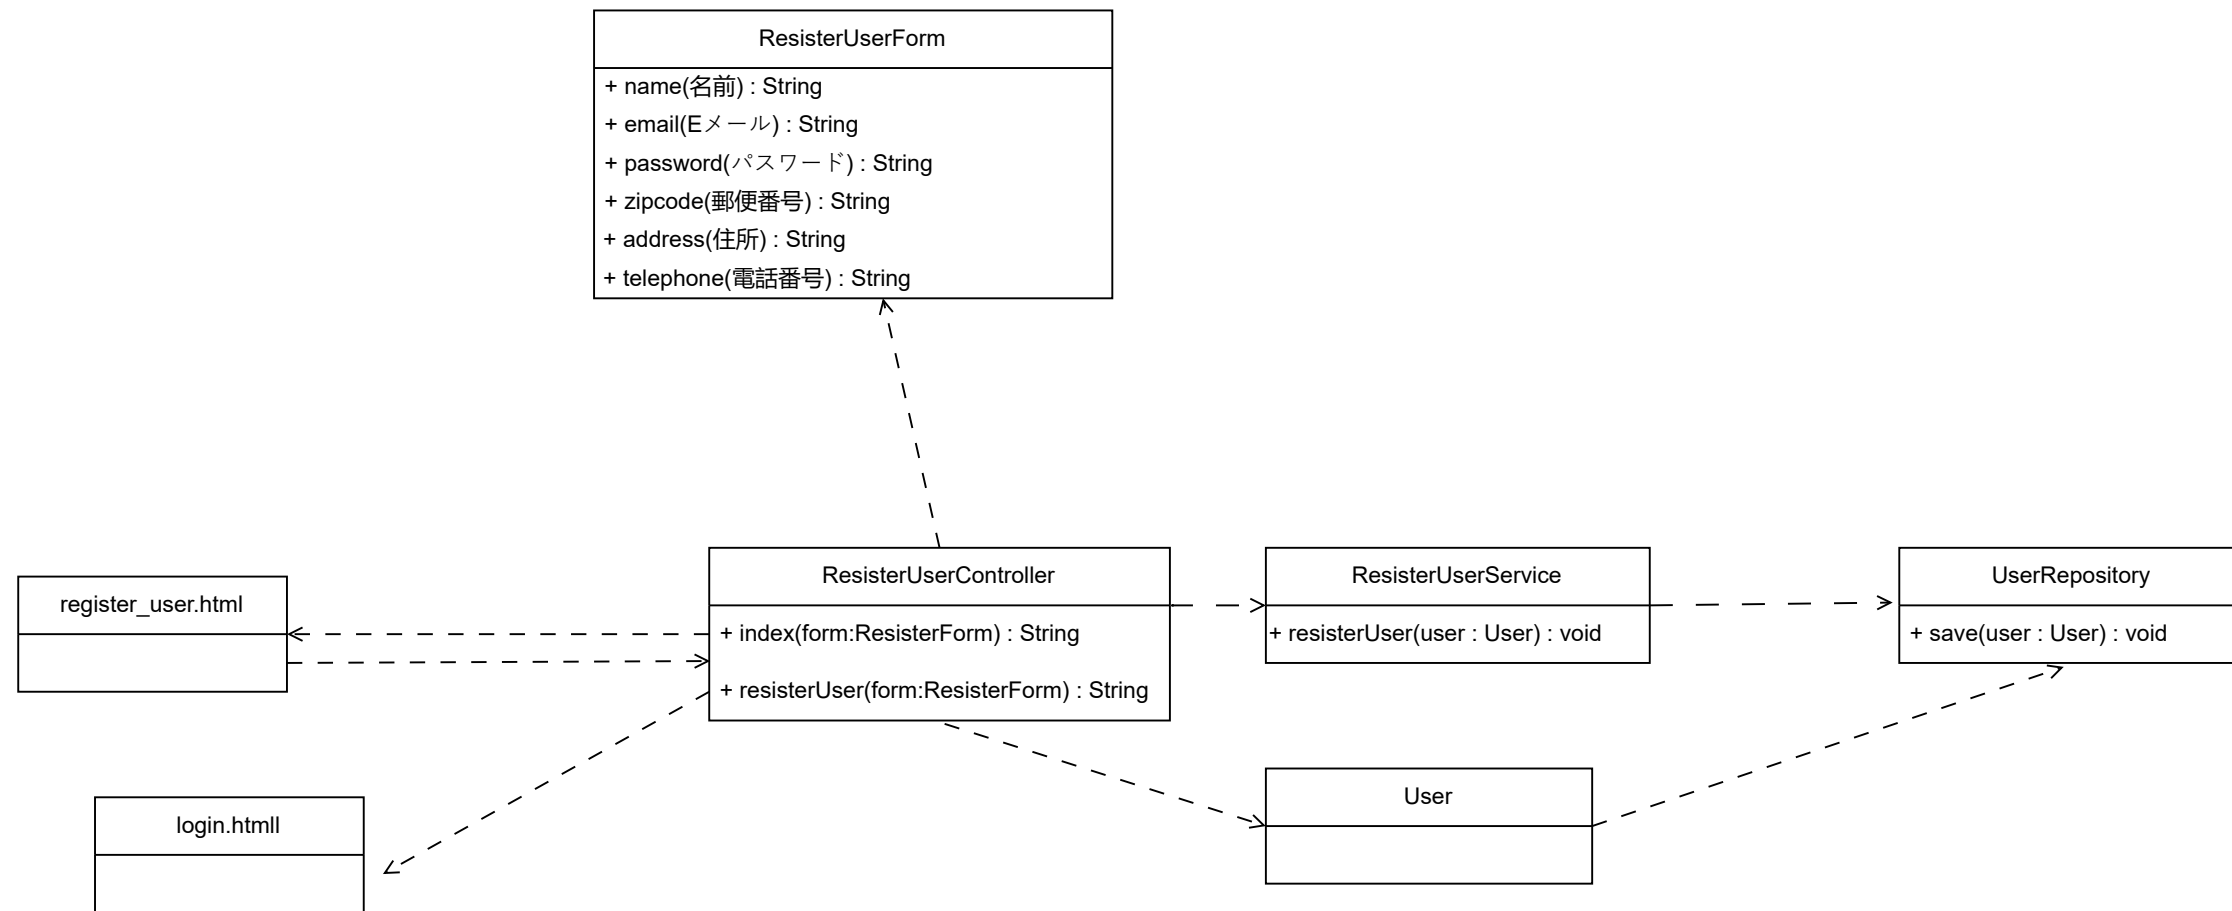 ResisterUserForm
+ name(名前) : String
+ email(Eメール) : String
+ password(パスワード) : String
+ zipcode(郵便番号) : String
+ address(住所) : String
+ telephone(電話番号) : String
register_user.html
ResisterUserController
+ index(form:ResisterForm) : String
+ resisterUser(form:ResisterForm) : String
ResisterUserService
+ resisterUser(user : User) : void
UserRepository
+ save(user : User) : void
login.htmll
User